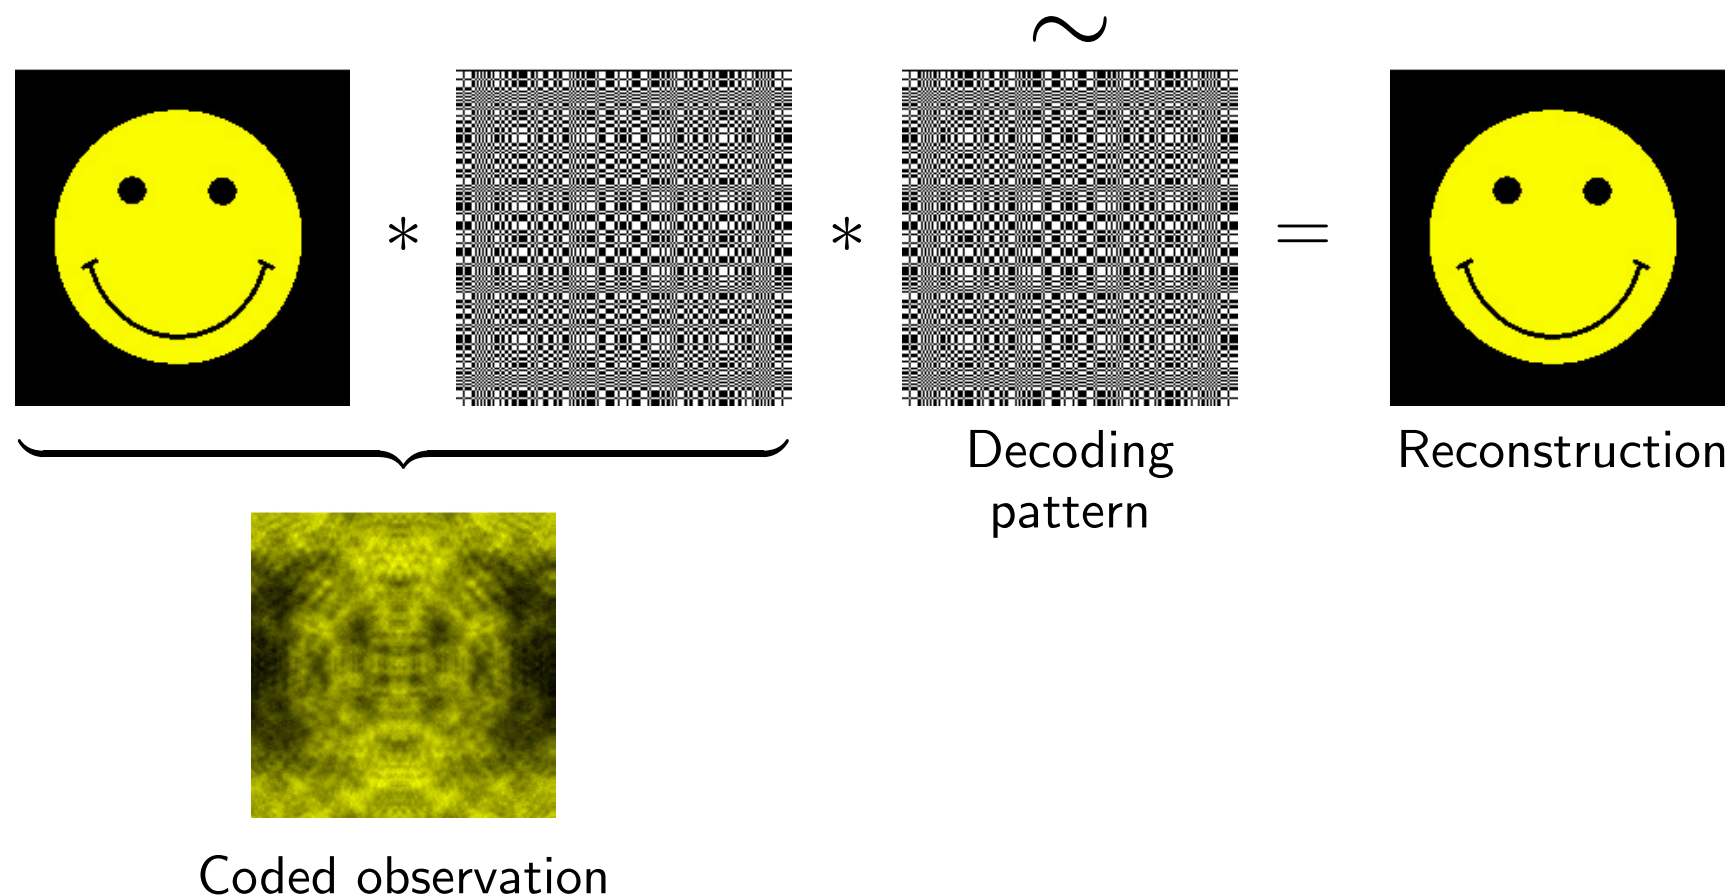 ∼
* * =
Decoding
pattern
Reconstruction
Coded observation